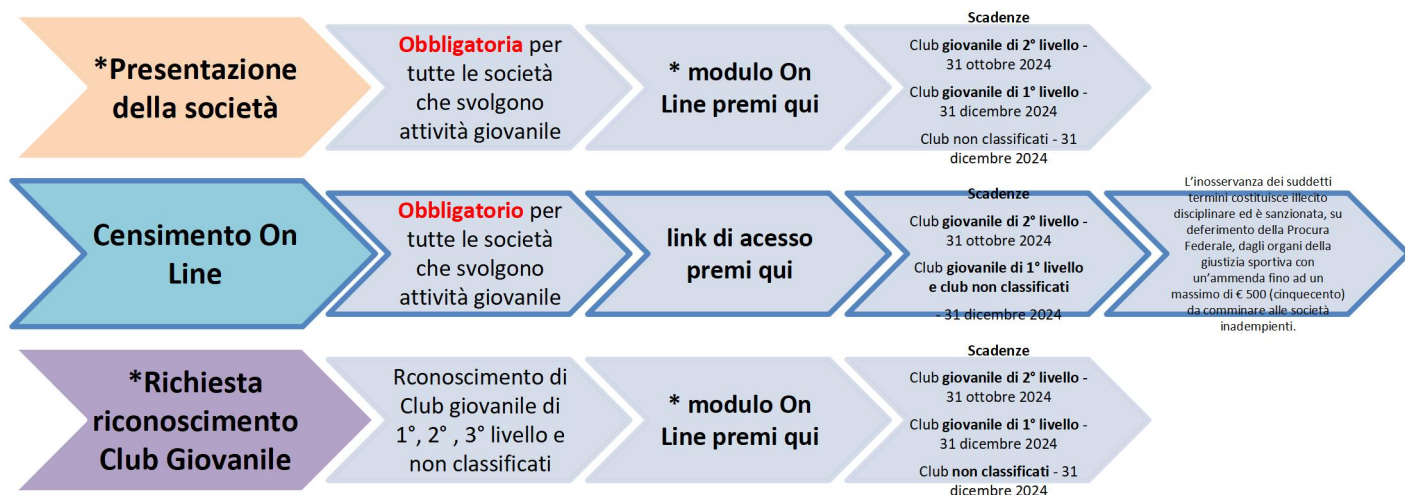 *Presentazione
della società
Obbligatoria per
tutte le società
che svolgono
attività giovanile
* modulo On
Line premi qui
Scadenze
Club giovanile di 2° livello -
31 ottobre 2024
Club giovanile di 1° livello -
31 dicembre 2024
Club non classificati - 31
dicembre 2024
Censimento On
Line
Obbligatorio per
tutte le società
che svolgono
attività giovanile
link di acesso
premi qui
Scadenze
Club giovanile di 2° livello -
31 ottobre 2024
Club giovanile di 1° livello
e club non classificati
- 31 dicembre 2024
L'inosservanza dei suddetti
termini costituisce illecito
disciplinare ed è sanzionata, su
deferimento della Procura
Federale, dagli organi della
giustizia sportiva con
un'ammenda fino ad un
massimo di € 500 (cinquecento)
da comminare alle società
inadempienti.
*Richiesta
riconoscimento
Club Giovanile
Rconoscimento di
Club giovanile di
1°, 2° , 3° livello e
non classificati
* modulo On
Line premi qui
Scadenze
Club giovanile di 2° livello -
31 ottobre 2024
Club giovanile di 1° livello -
31 dicembre 2024
Club non classificati - 31
dicembre 2024